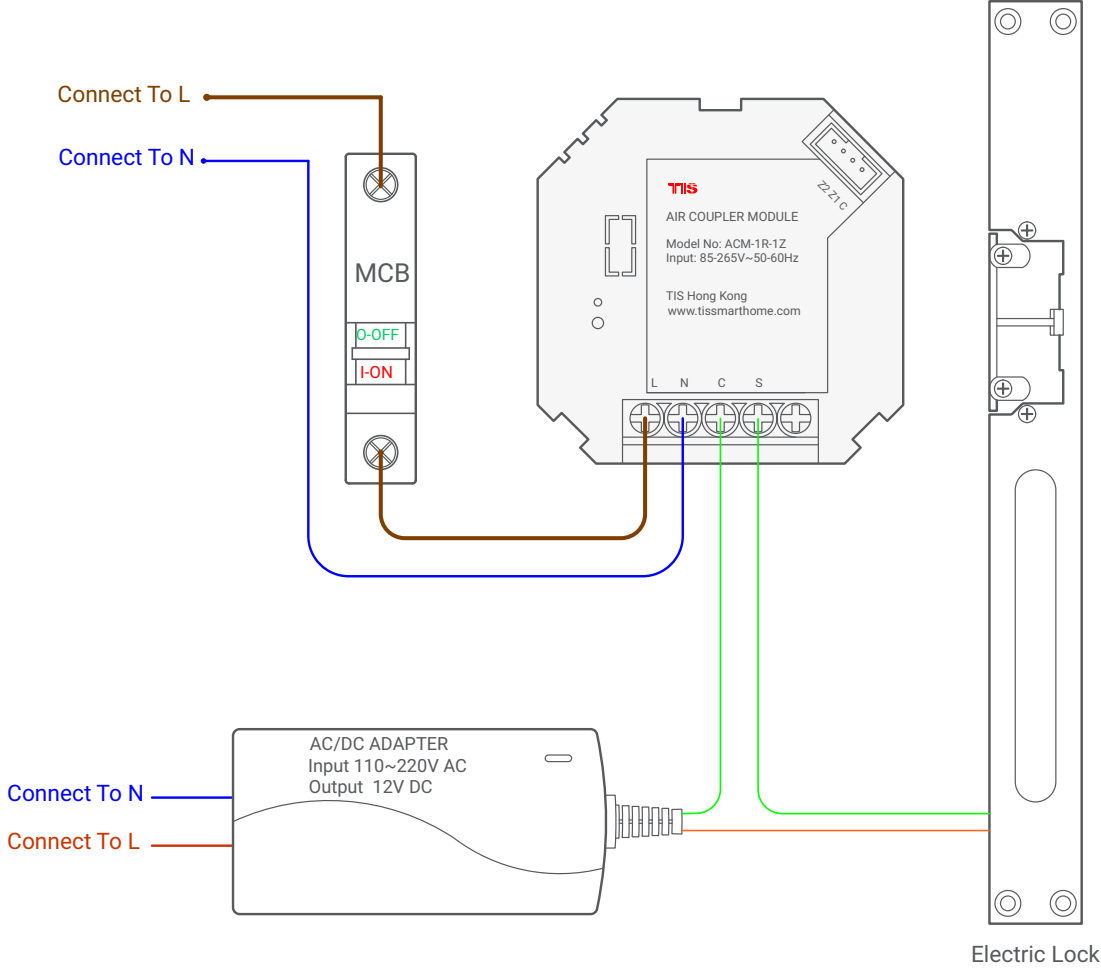 Connect To L
Connect To N
MCB
O-OFF
I-ON
TIS
AIR COUPLER MODULE
Model No: ACM-1R-1Z
Input: 85-265V~50-60Hz
TIS Hong Kong
www.tissmarthome.com
Z2 Z1 C
L N C S
AC/DC ADAPTER
Input 110~220V AC
Output 12V DC
Connect To N
Connect To L
Electric Lock